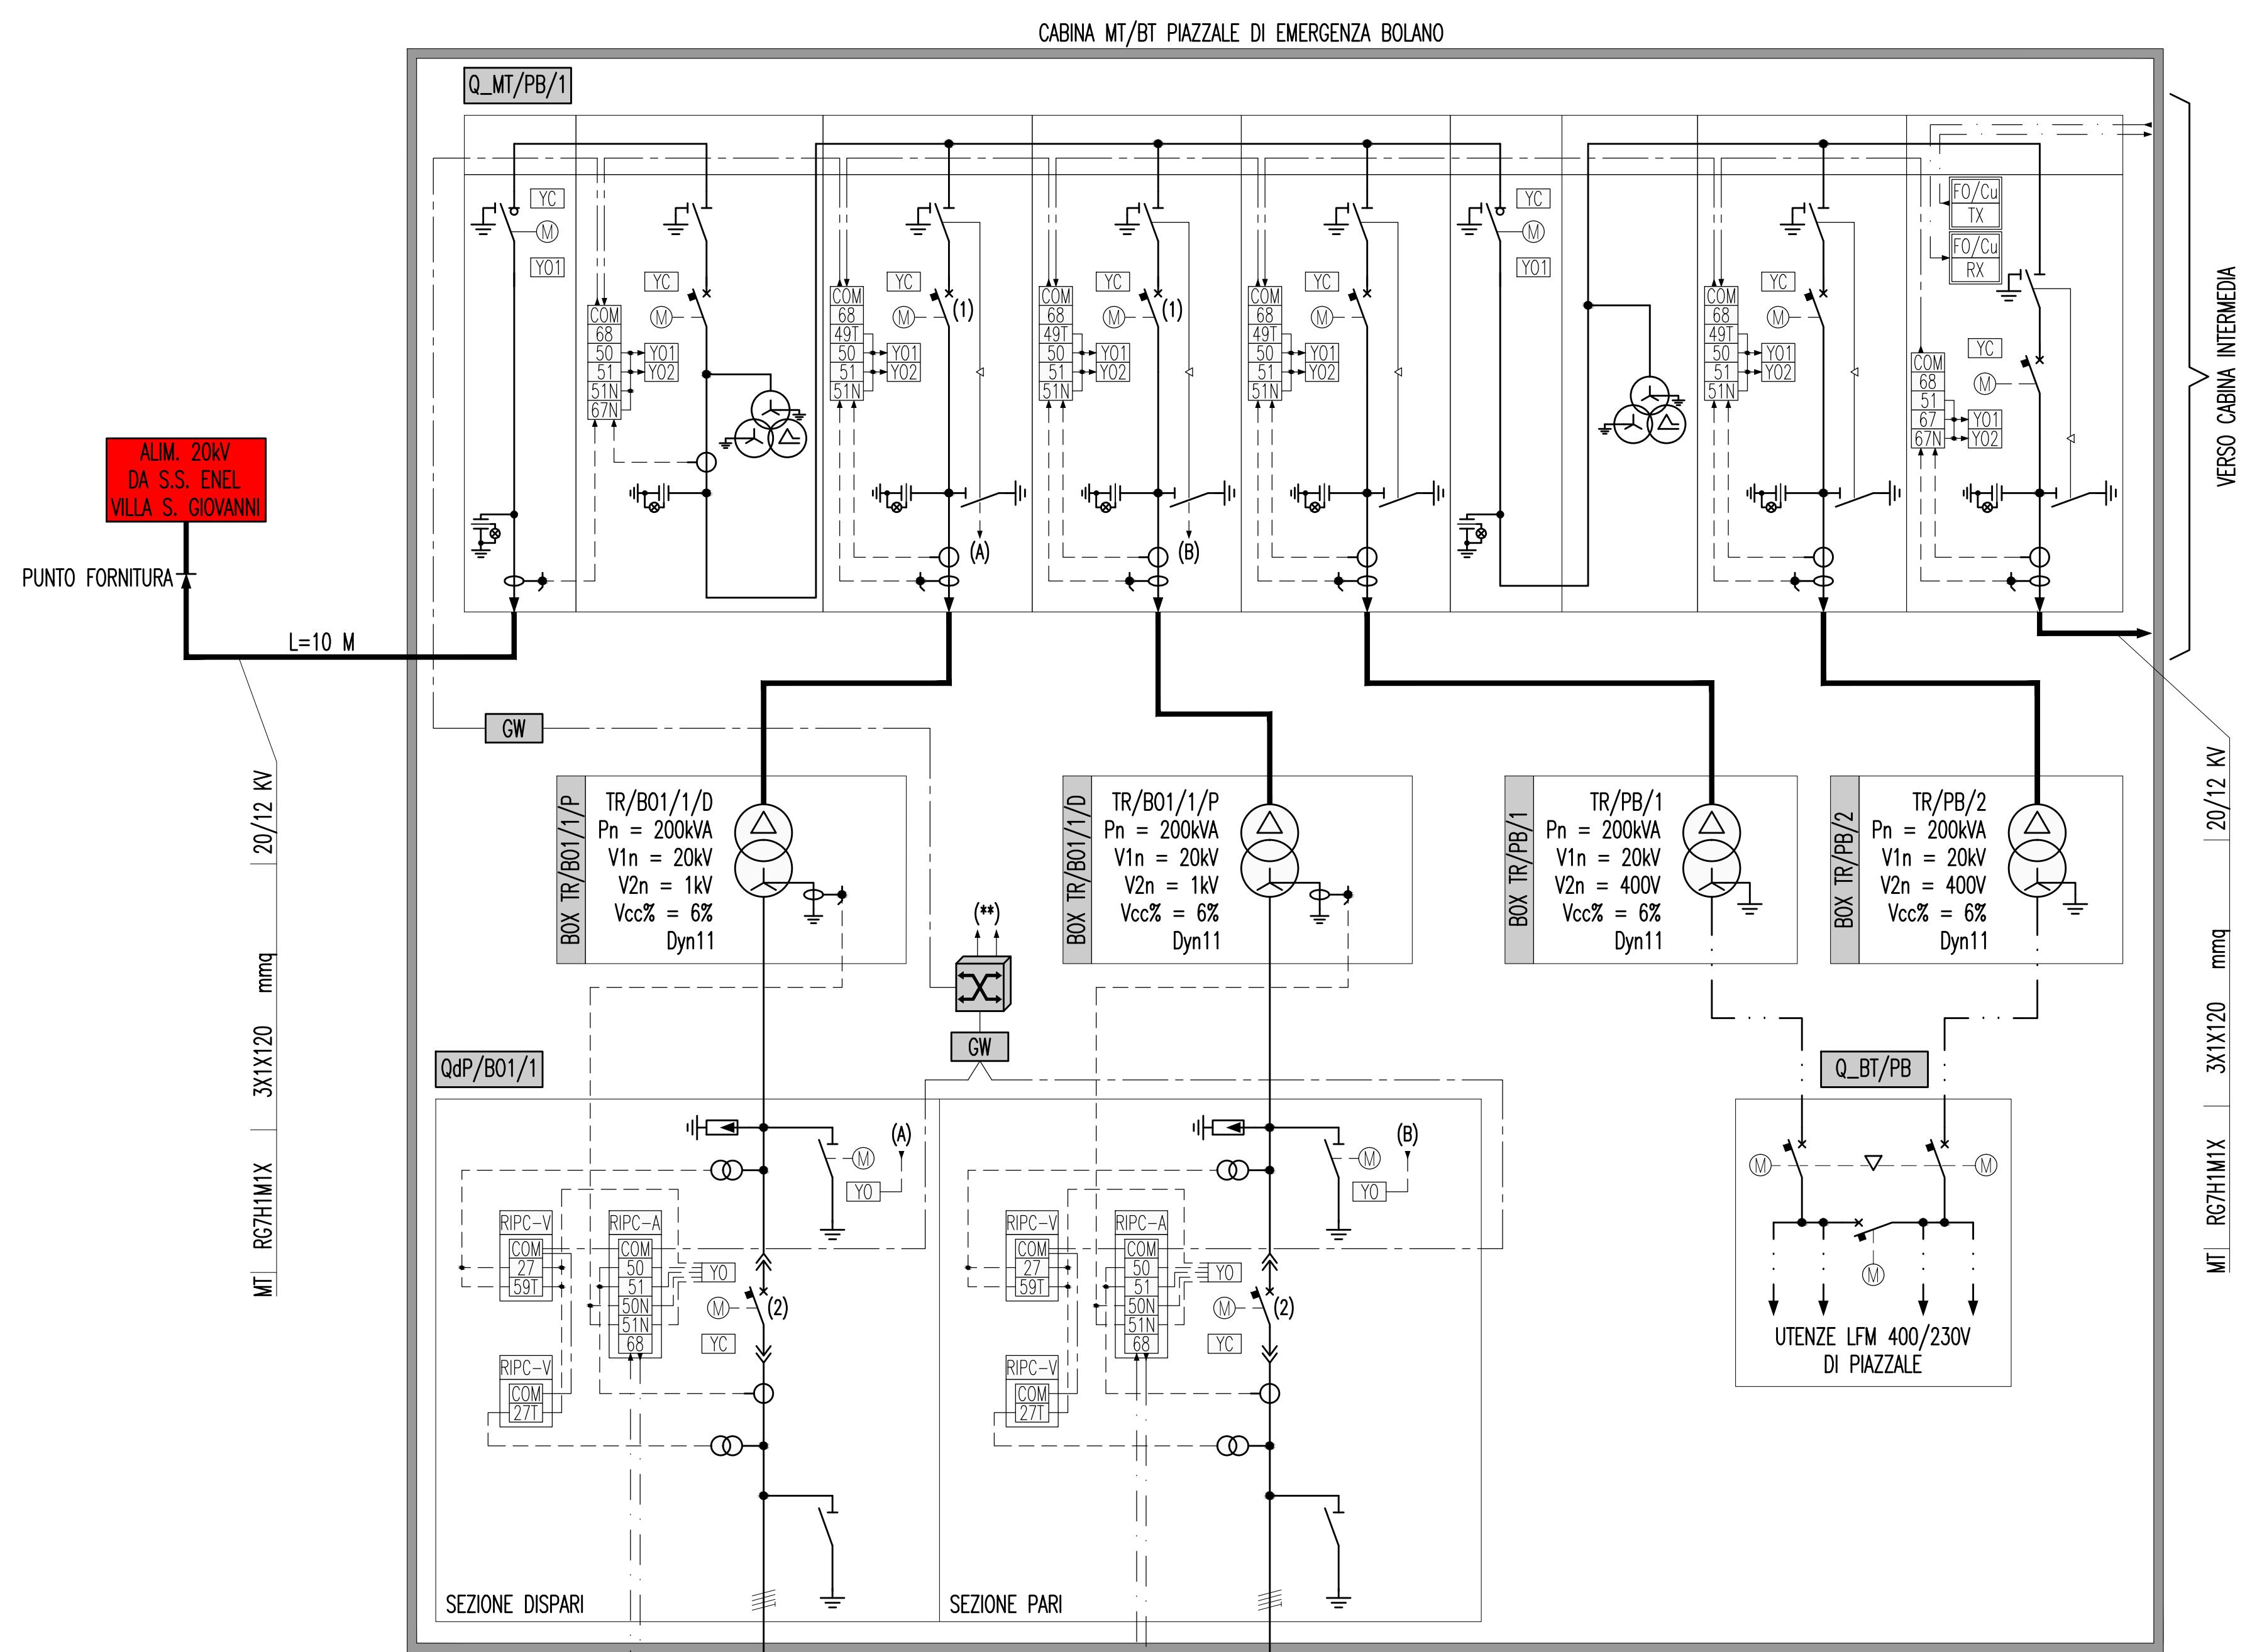 CABINA MT/BT PIAZZALE DI EMERGENZA BOLANO
Q_MT/PB/1
YC
M
YO1
COM
68
50
51
51N
67N
YC
M
YO1
YO2
COM
68
49T
50
51
51N
YC
M
(1)
YO1
YO2
(A)
COM
68
49T
50
51
51N
YC
M
(1)
YO1
YO2
(B)
COM
68
49T
50
51
51N
YC
M
YO1
YO2
YC
M
YO1
COM
68
49T
50
51
51N
YC
M
YO1
YO2
FO/Cu
TX
FO/Cu
RX
COM
68
51
67
67N
YC
M
YO1
YO2
VERSO CABINA INTERMEDIA
ALIM. 20kV
DA S.S. ENEL
VILLA S. GIOVANNI
PUNTO FORNITURA
L=10 M
MT RG7H1M1X 3X1X120 mmq 20/12 KV
MT RG7H1M1X 3X1X120 mmq 20/12 KV
GW
BOX TR/BO1/1/P
TR/BO1/1/D
Pn = 200kVA
V1n = 20kV
V2n = 1kV
Vcc% = 6%
Dyn11
BOX TR/BO1/1/D
TR/BO1/1/P
Pn = 200kVA
V1n = 20kV
V2n = 1kV
Vcc% = 6%
Dyn11
BOX TR/PB/1
TR/PB/1
Pn = 200kVA
V1n = 20kV
V2n = 400V
Vcc% = 6%
Dyn11
BOX TR/PB/2
TR/PB/2
Pn = 200kVA
V1n = 20kV
V2n = 400V
Vcc% = 6%
Dyn11
(**)
GW
QdP/BO1/1
(A)
M
YO
RIPC-V
COM
27
59T
RIPC-A
COM
50
51
50N
51N
68
YO
M
(2)
YC
RIPC-V
COM
27T
SEZIONE DISPARI
(B)
M
YO
RIPC-V
COM
27
59T
RIPC-A
COM
50
51
50N
51N
68
YO
M
(2)
YC
RIPC-V
COM
27T
SEZIONE PARI
Q_BT/PB
M
M
M
UTENZE LFM 400/230V
DI PIAZZALE